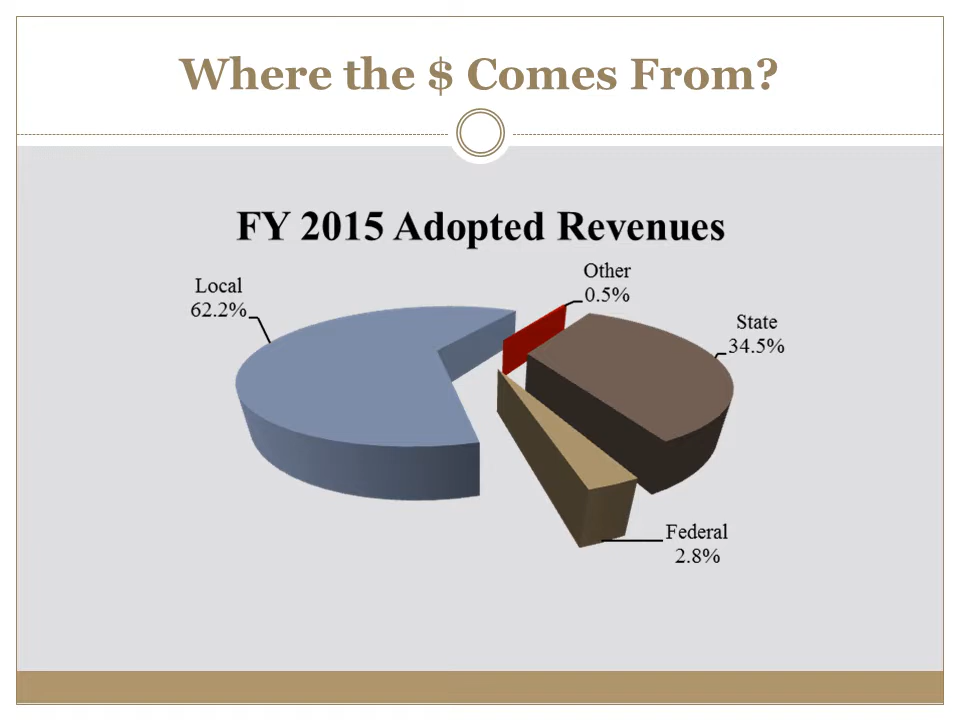 Where the $ Comes From?
FY 2015 Adopted Revenues
Other
0.5%
Local
62.2%
State
34.5%
Federal
2.8%